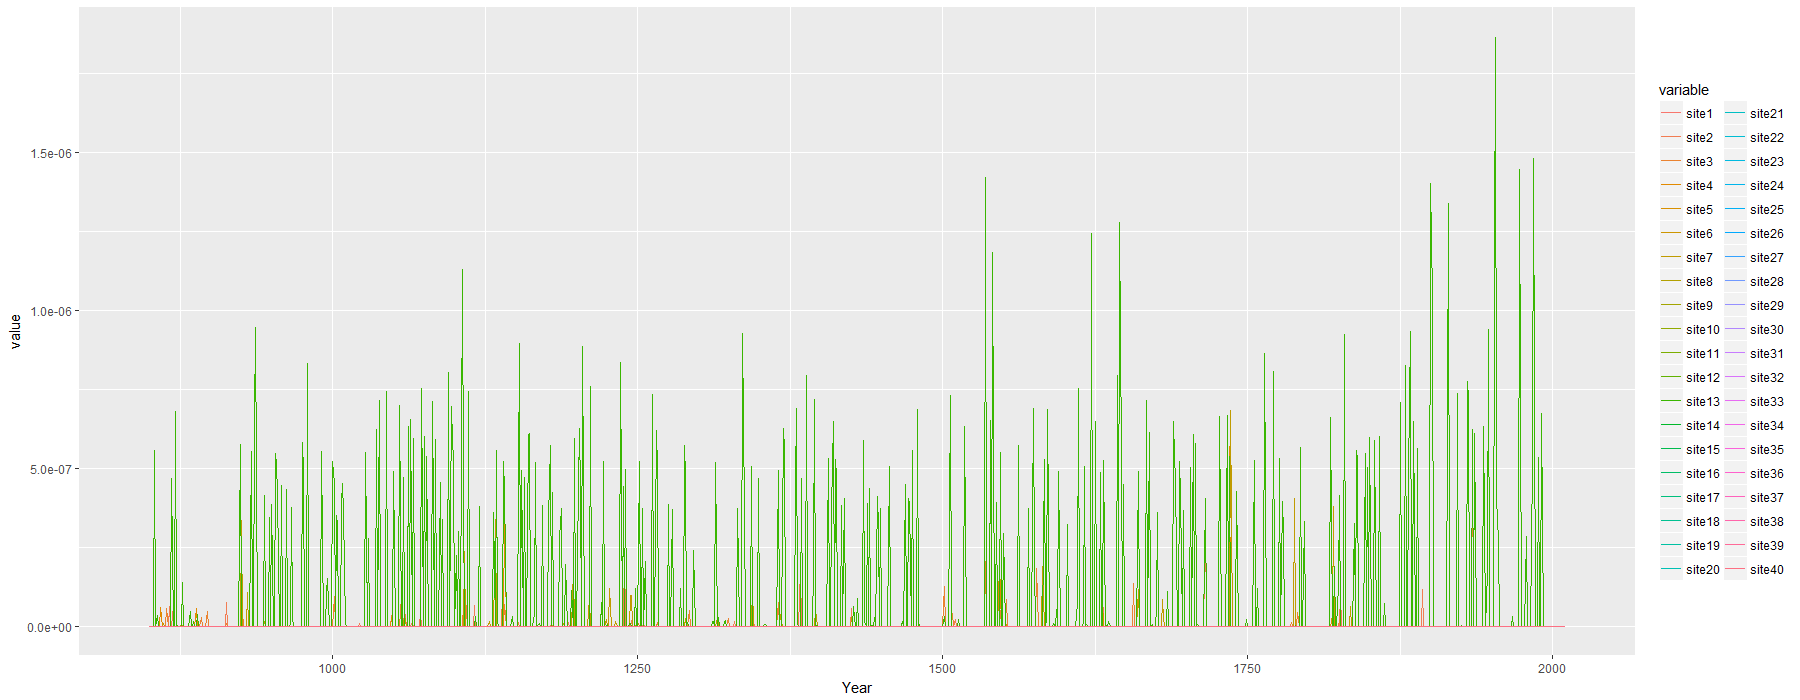 variable
site1 site21
site2 site22
site3 site23
site4 site24
site5 site25
site6 site26
site7 site27
site8 site28
site9 site29
site10 site30
site11 site31
site12 site32
site13 site33
site14 site34
site15 site35
site16 site36
site17 site37
site18 site38
site19 site39
site20 site40
value
1.5e-06
1.0e-06
5.0e-07
0.0e+00
1000 1250 1500 1750 2000
Year